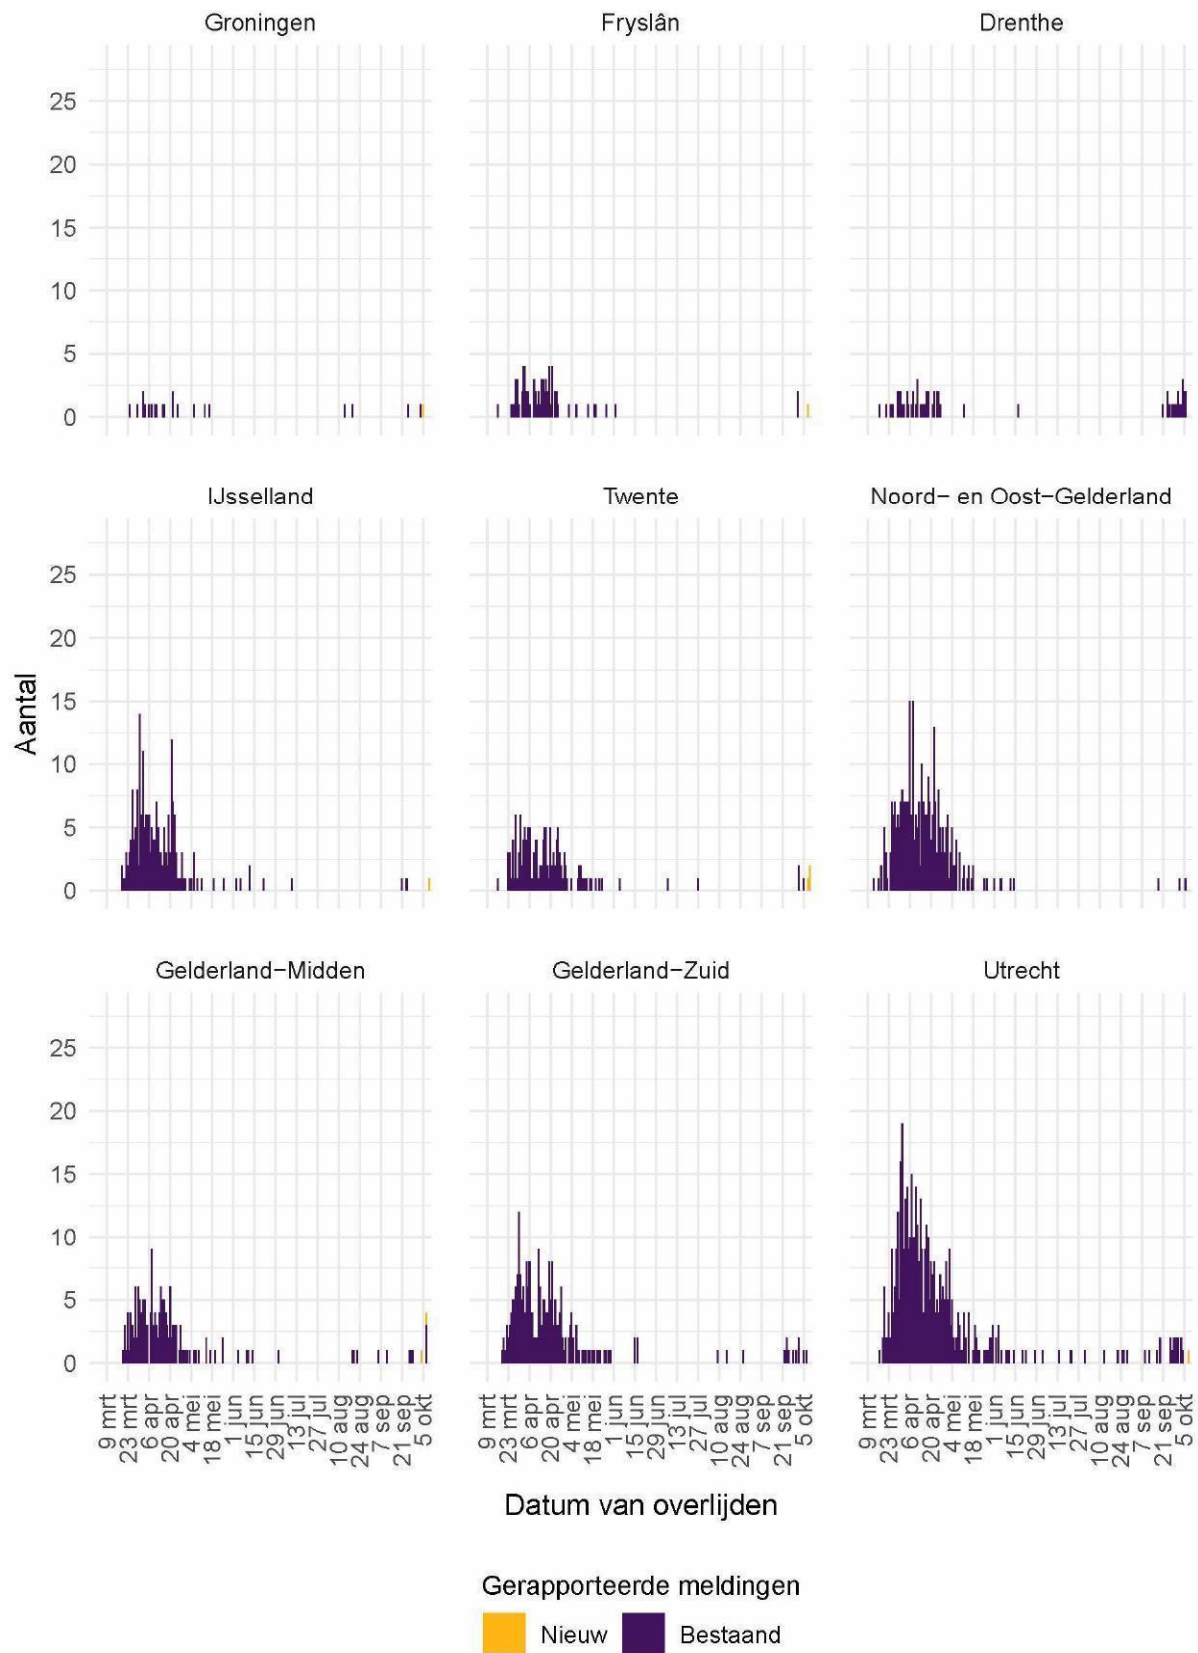 Groningen
Fryslân
Drenthe
25
20
15
10
5
0
IJsselland
Twente
Noord- en Oost-Gelderland
Aantal
25
20
15
10
5
0
Gelderland-Midden
Gelderland-Zuid
Utrecht
25
20
15
10
5
0
9 mrt
23 mrt
6 apr
20 apr
4 mei
18 mei
1 jun
15 jun
29 jun
13 jul
27 jul
10 aug
24 aug
7 sep
21 sep
5 okt
9 mrt
23 mrt
6 apr
20 apr
4 mei
18 mei
1 jun
15 jun
29 jun
13 jul
27 jul
10 aug
24 aug
7 sep
21 sep
5 okt
9 mrt
23 mrt
6 apr
20 apr
4 mei
18 mei
1 jun
15 jun
29 jun
13 jul
27 jul
10 aug
24 aug
7 sep
21 sep
5 okt
Datum van overlijden
Gerapporteerde meldingen
Nieuw Bestaand